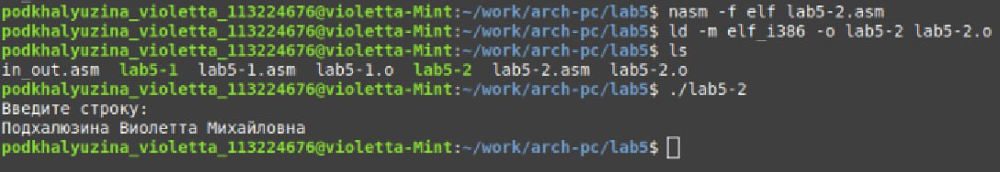 podkhalyuzina_violetta_113224676@violetta-Mint:~/work/arch-pc/lab5$ nasm -f elf lab5-2.asm
podkhalyuzina_violetta_113224676@violetta-Mint:~/work/arch-pc/lab5$ ld -m elf_i386 -o lab5-2 lab5-2.o
podkhalyuzina_violetta_113224676@violetta-Mint:~/work/arch-pc/lab5$ ls
in_out.asm lab5-1 lab5-1.asm lab5-1.o lab5-2 lab5-2.asm lab5-2.o
podkhalyuzina_violetta_113224676@violetta-Mint:~/work/arch-pc/lab5$ ./lab5-2
Введите строку:
Подхалюзина Виолетта Михайловна
podkhalyuzina_violetta_113224676@violetta-Mint:~/work/arch-pc/lab5$